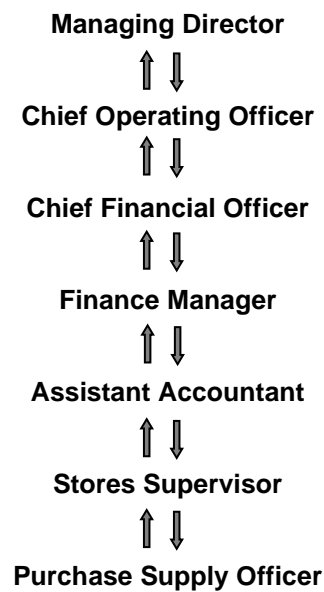 Managing Director
Chief Operating Officer
Chief Financial Officer
Finance Manager
Assistant Accountant
Stores Supervisor
Purchase Supply Officer